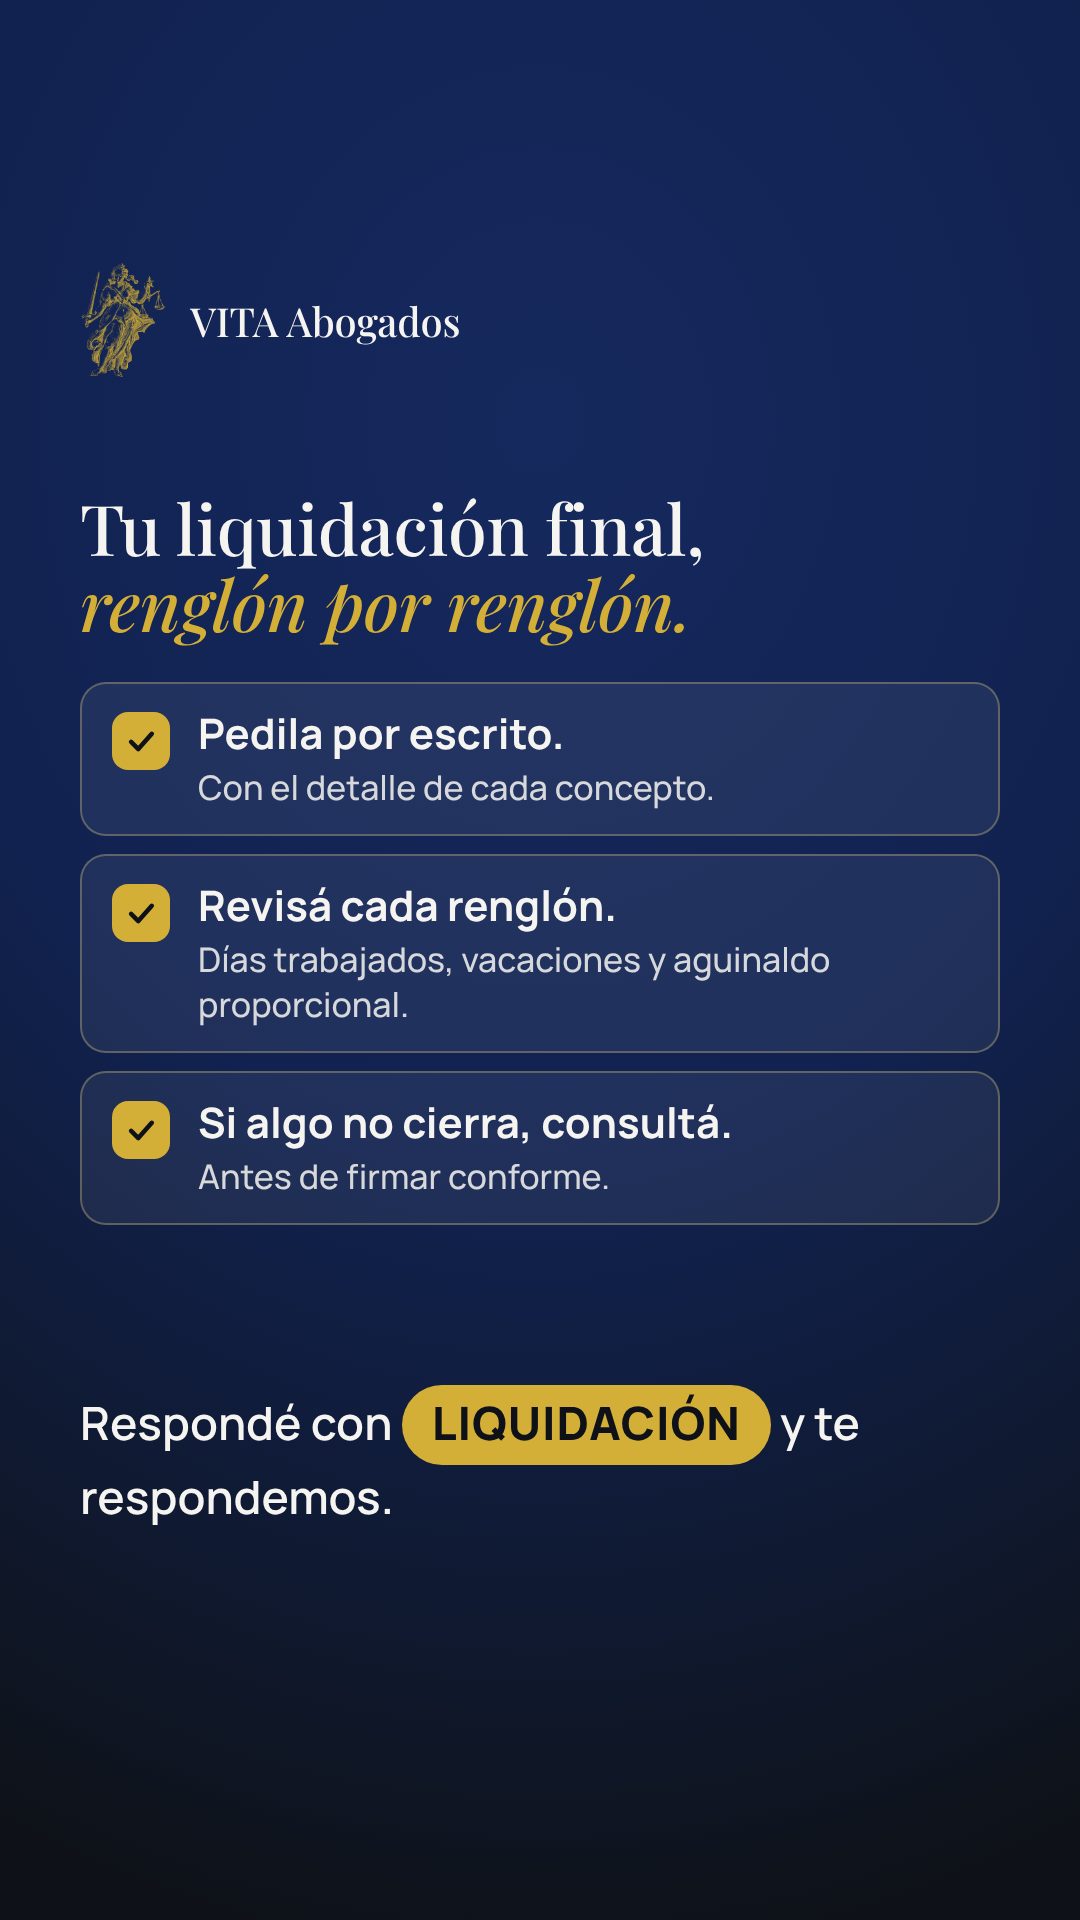 VITA Abogados
Tu liquidación final,
renglón por renglón.
Pedila por escrito.
Con el detalle de cada concepto.
Revisá cada renglón.
Días trabajados, vacaciones y aguinaldo
proporcional.
Si algo no cierra, consultá.
Antes de firmar conforme.
Respondé con LIQUIDACIÓN y te
respondemos.